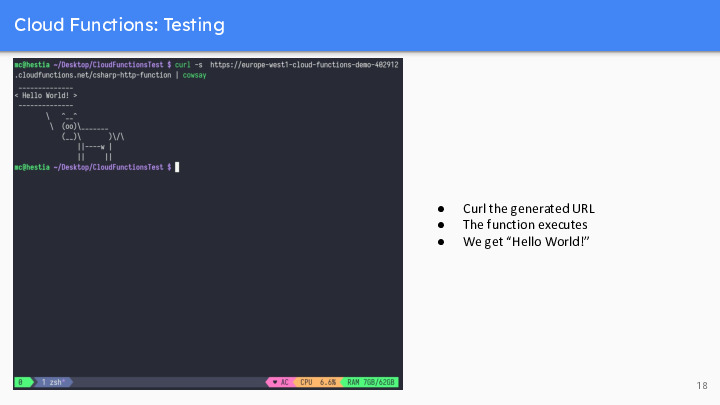 Cloud Functions: Testing
mc@hestia ~/Desktop/CloudFunctionsTest $ curl -s  https://europe-west1-cloud-functions-demo-402912
.cloudfunctions.net/csharp-http-function | cowsay
 _____________
< Hello World! >
 -------------
        \   ^__^
         \  (oo)\_______
            (__)\       )\/\
                ||----w |
                ||     ||
mc@hestia ~/Desktop/CloudFunctionsTest $
● Curl the generated URL
● The function executes
● We get “Hello World!”
0 1 zsh* ♥ AC CPU 6.6% RAM 7GB/62GB
18